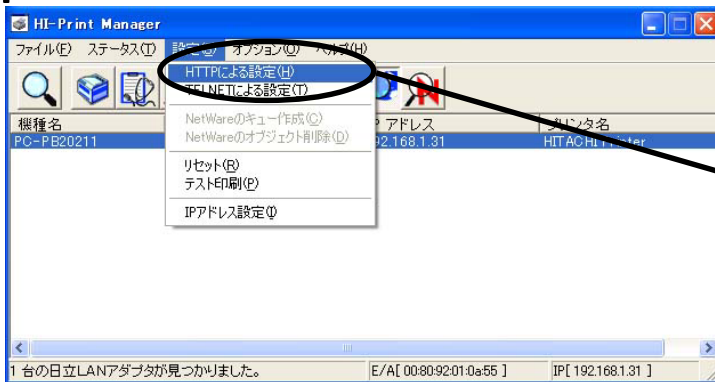 HI-Print Manager
ファイル(F) ステータス(T) 設定(S) オプション(O) ヘルプ(H)
HTTPによる設定(H)
TELNETによる設定(T)
NetWareのキュー作成(C)
NetWareのオブジェクト削除(D)
リセット(R)
テスト印刷(P)
IPアドレス設定(I)
機種名 アドレス プリンタ名
PC-PB20211 92.168.1.31 HITACHI Printer
1 台の日立LANアダプタが見つかりました。 E/A[ 00:80:92:01:0a:55 ] IP[ 192.168.1.31 ]